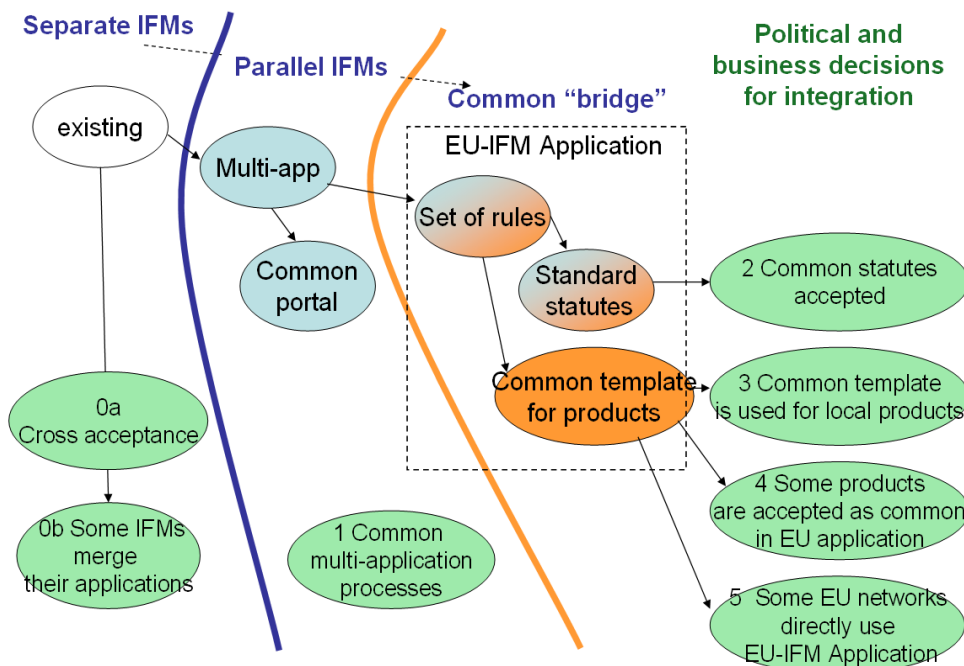 Separate IFMs
Parallel IFMs
Common “bridge”
Political and
business decisions
for integration
existing
Multi-app
Common
portal
EU-IFM Application
Set of rules
Standard
statutes
Common template
for products
2 Common statutes
accepted
3 Common template
is used for local products
4 Some products
are accepted as common
in EU application
5 Some EU networks
directly use
EU-IFM Application
0a
Cross acceptance
0b Some IFMs
merge
their applications
1 Common
multi-application
processes